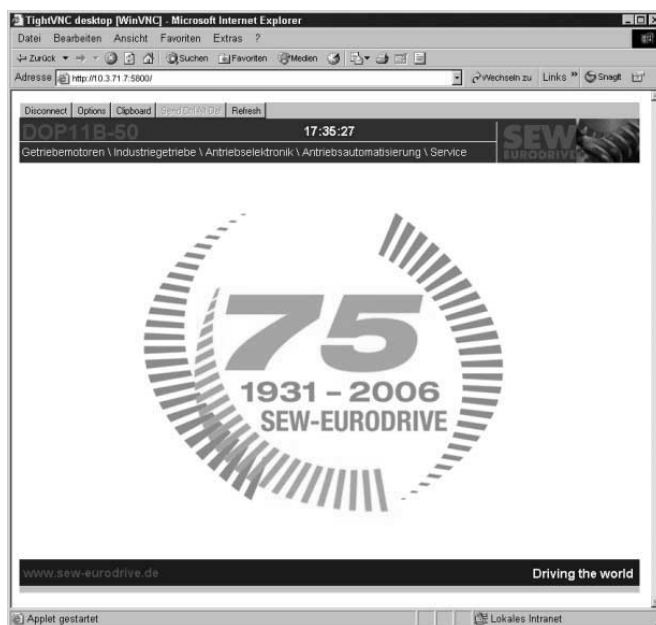 TightVNC desktop [WinVNC] - Microsoft Internet Explorer
Datei Bearbeiten Ansicht Favoriten Extras ?
Zurück Suchen Favoriten Medien
Adresse http://10.3.71.7:5800/ Wechseln zu Links » SnagIt
Disconnect Options Clipboard Send Ctrl-Alt-Del Refresh
DOP11B-50 17:35:27 SEW
Getriebemotoren \ Industriegetriebe \ Antriebselektronik \ Antriebsautomatisierung \ Service EURODRIVE
75
1931 – 2006
SEW-EURODRIVE
www.sew-eurodrive.de Driving the world
Applet gestartet Lokales Intranet